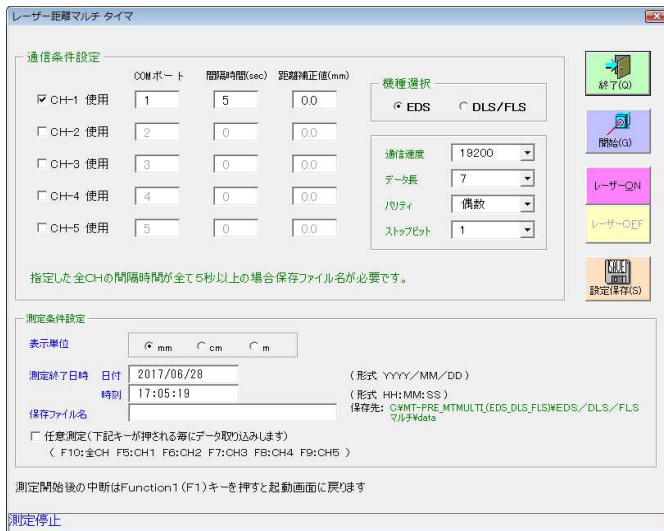 レーザー距離マルチ タイマ
通信条件設定
COMポート 間隔時間(sec) 距離補正値(mm)
CH-1 使用 1 5 0.0
CH-2 使用 2 0 0.0
CH-3 使用 3 0 0.0
CH-4 使用 4 0 0.0
CH-5 使用 5 0 0.0
機種選択
EDS DLS/FLS
通信速度 19200
データ長 7
パリティ 偶数
ストップビット 1
指定した全CHの間隔時間が全て5秒以上の場合保存ファイル名が必要です。
終了(Q)
開始(G)
レーザーON
レーザーOFF
SAVE
設定保存(S)
測定条件設定
表示単位 mm cm m
測定終了日時 日付 2017/06/28 (形式 YYYY/MM/DD)
時刻 17:05:19 (形式 HH:MM:SS)
保存ファイル名
保存先: C:¥MT-PRE_MTMULTI_(EDS_DLS_FLS)¥EDS/DLS/FLS
マルチ¥data
任意測定(下記キーが押される毎にデータ取り込みします)
( F10:全CH F5:CH1 F6:CH2 F7:CH3 F8:CH4 F9:CH5 )
測定開始後の中断はFunction1(F1)キーを押すと起動画面に戻ります
測定停止